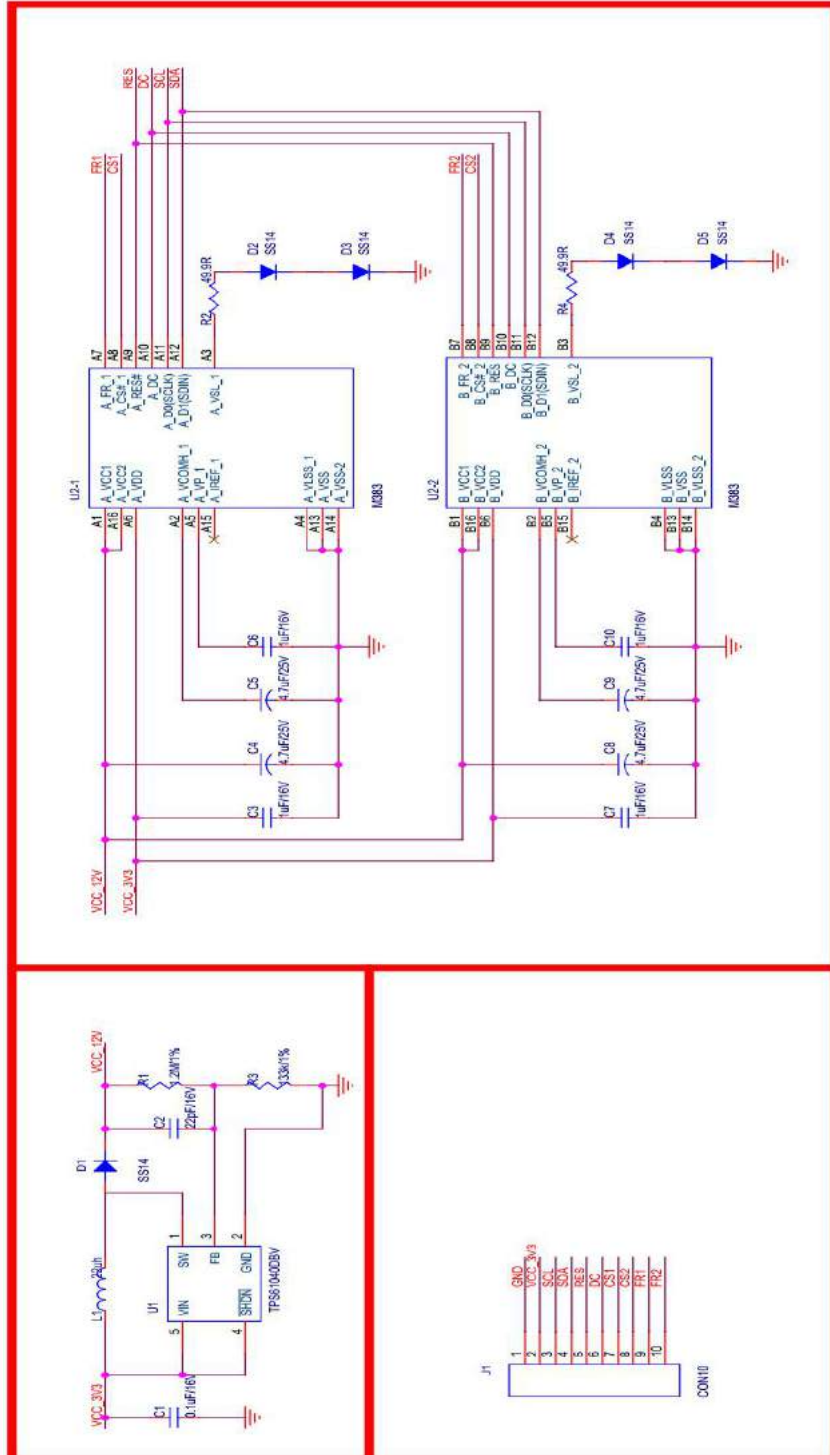 VCC_3V3
C1
0.1uF/16V
L1
22uh
U1
5
VIN
4
SHDN
SW
1
FB
3
GND
2
TPS61040DBV
D1
SS14
C2
22pF/16V
R1
1.2M/1%
R3
133k/1%
VCC_12V
J1
1
GND
2
VCC_3V3
3
SCL
4
SDA
5
RES
6
DC
7
CS1
8
CS2
9
FR1
10
FR2
CON10
VCC_12V
VCC_3V3
C3
1uF/16V
C4
4.7uF/25V
C5
4.7uF/25V
C6
1uF/16V
U2-1
A1
A_VCC1
A16
A_VCC2
A6
A_VDD
A2
A_VCOMH_1
A5
A_VP_1
A15
A_IREF_1
A4
A_VLSS_1
A13
A_VSS
A14
A_VSS-2
A_FR_1
A7
A_CS#_1
A8
A_RES#
A9
A_DC
A10
A_D0(SCLK)
A11
A_D1(SDIN)
A12
A_VSL_1
A3
M383
FR1
CS1
RES
DC
SCL
SDA
R2
49.9R
D2
SS14
D3
SS14
C7
1uF/16V
C8
4.7uF/25V
C9
4.7uF/25V
C10
1uF/16V
U2-2
B1
B_VCC1
B16
B_VCC2
B6
B_VDD
B2
B_VCOMH_2
B5
B_VP_2
B15
B_IREF_2
B4
B_VLSS
B13
B_VSS
B14
B_VLSS_2
B_FR_2
B7
B_CS#_2
B8
B_RES
B9
B_DC
B10
B_D0(SCLK)
B11
B_D1(SDIN)
B12
B_VSL_2
B3
M383
FR2
CS2
R4
49.9R
D4
SS14
D5
SS14